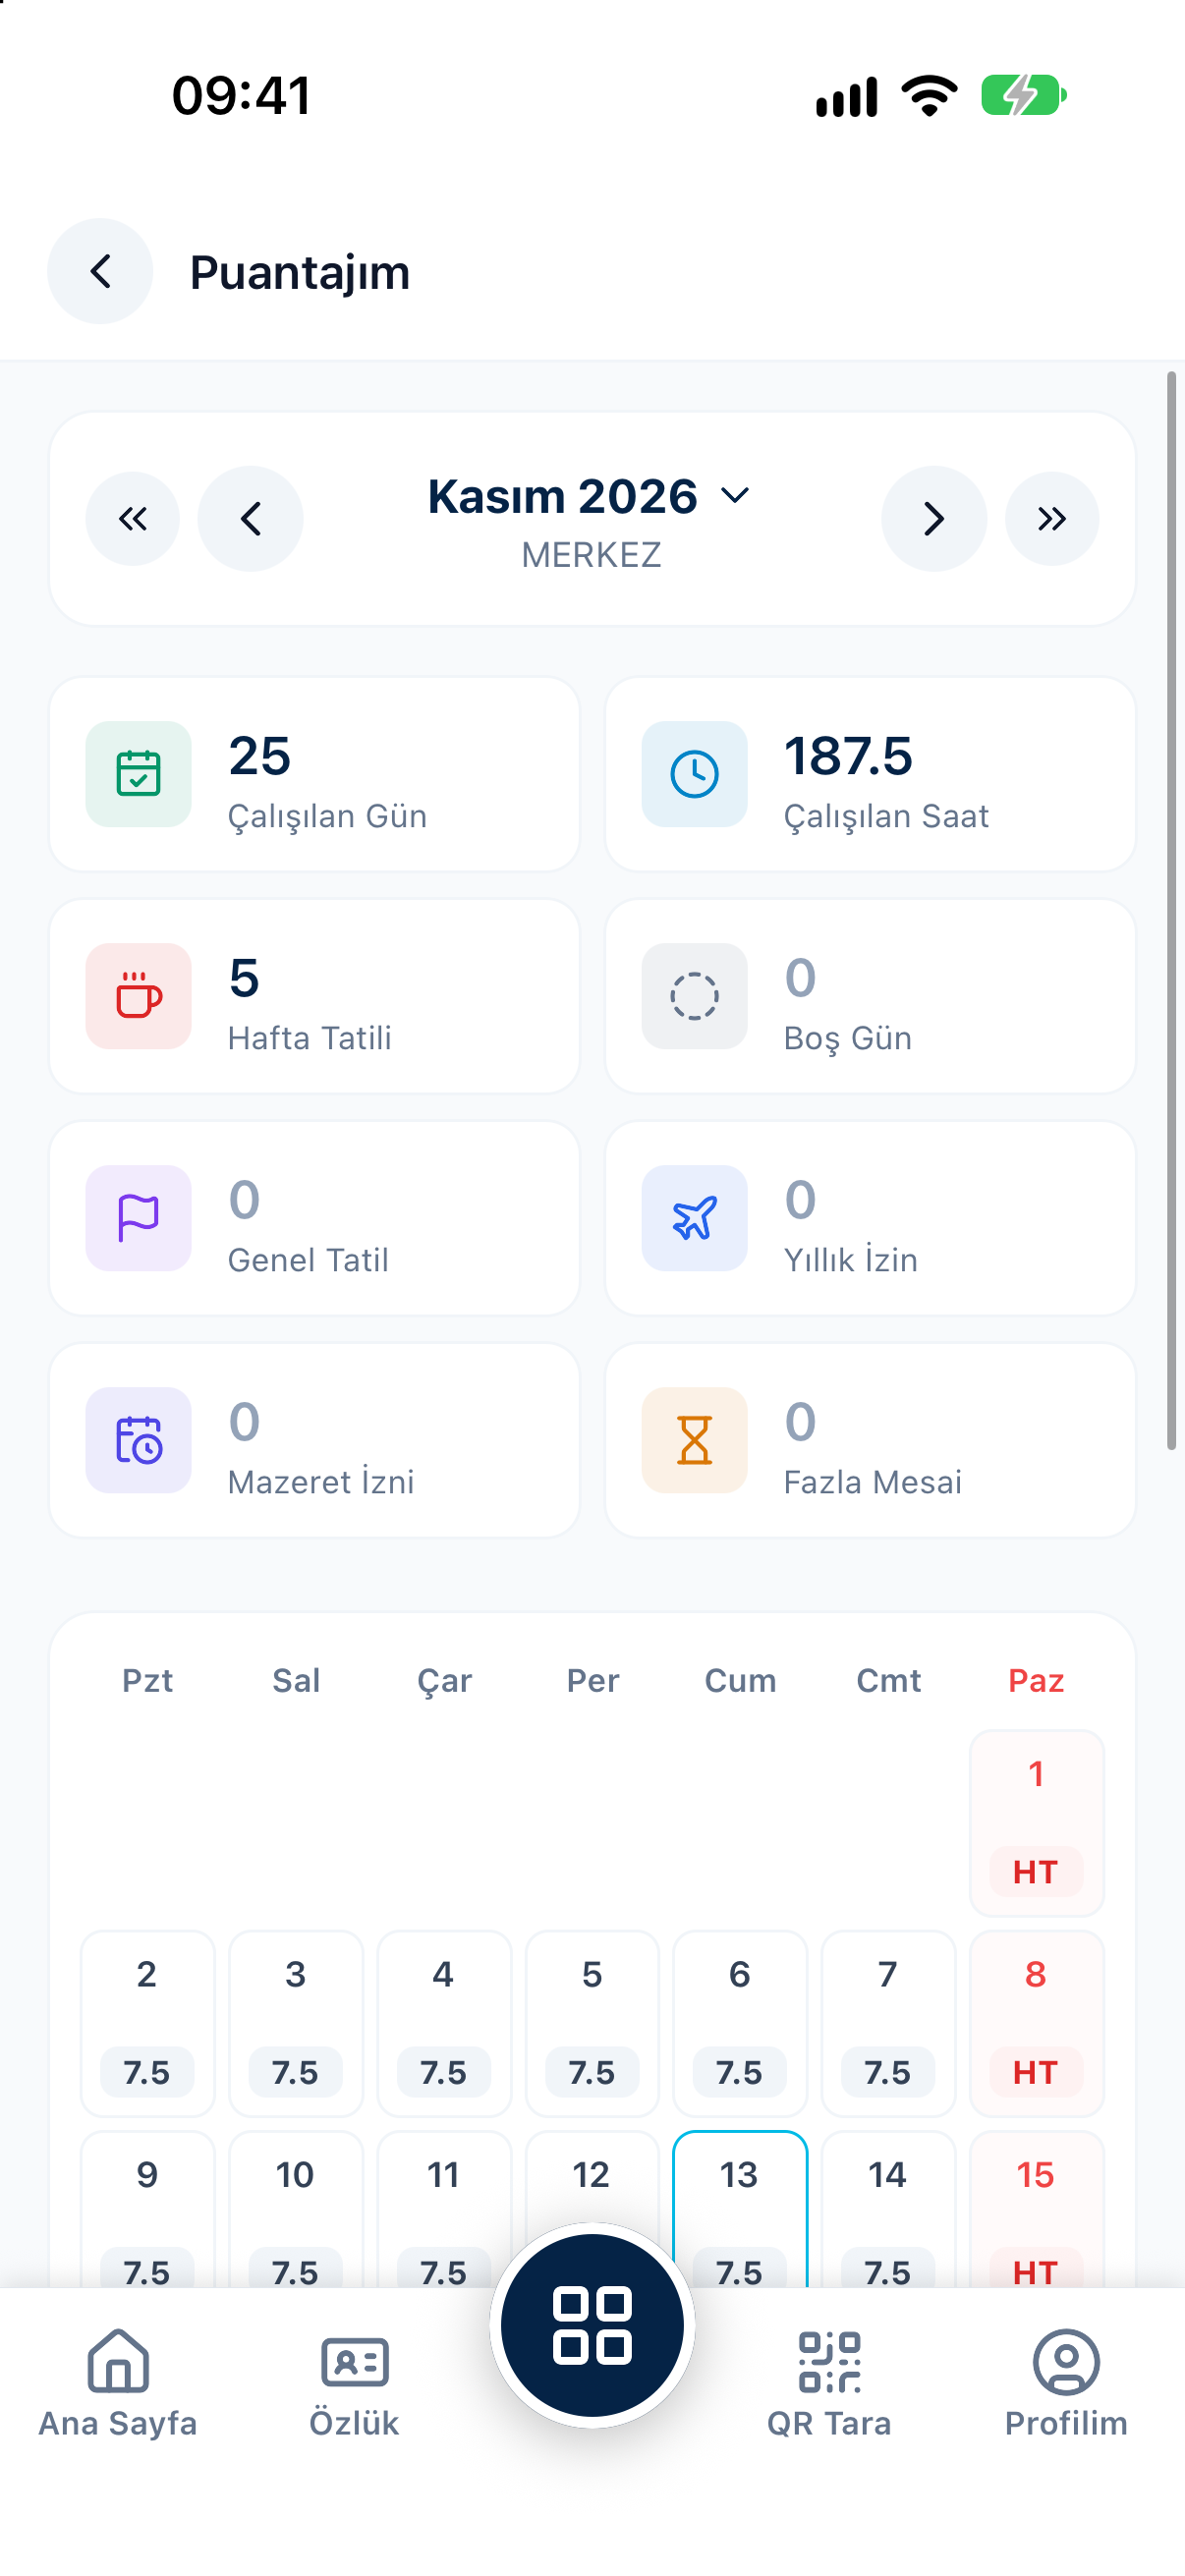 09:41
Puantajım
Kasım 2026
MERKEZ
25
Çalışılan Gün
187.5
Çalışılan Saat
5
Hafta Tatili
0
Boş Gün
0
Genel Tatil
0
Yıllık İzin
0
Mazeret İzni
0
Fazla Mesai
Pzt Sal Çar Per Cum Cmt Paz
1
HT
2 3 4 5 6 7 8
7.5 7.5 7.5 7.5 7.5 7.5 HT
9 10 11 12 13 14 15
7.5 7.5 7.5 7.5 7.5 HT
Ana Sayfa Özlük QR Tara Profilim